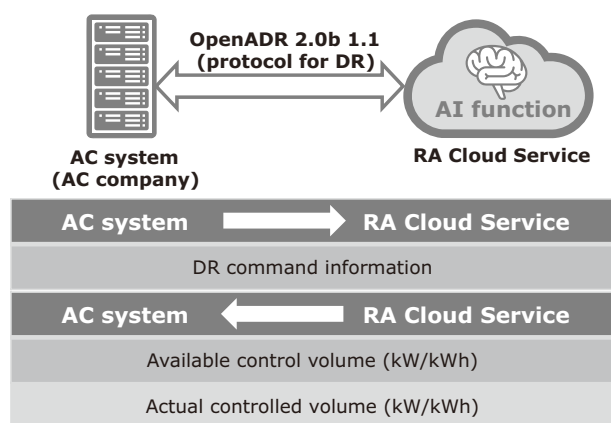 OpenADR 2.0b 1.1
(protocol for DR)
AI function
AC system
(AC company)
RA Cloud Service
AC system RA Cloud Service
DR command information
AC system RA Cloud Service
Available control volume (kW/kWh)
Actual controlled volume (kW/kWh)